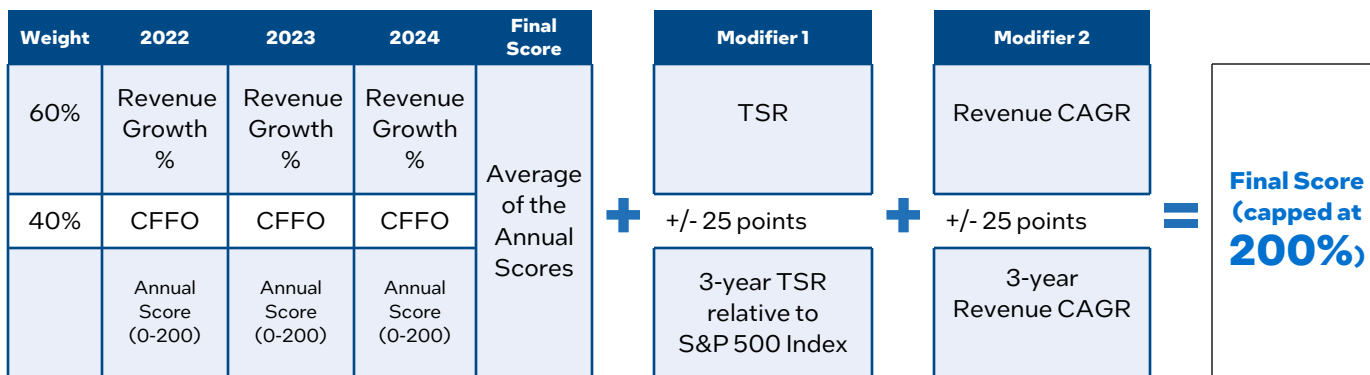 Weight 2022 2023 2024 Final
Score
60% Revenue
Growth
% Revenue
Growth
% Revenue
Growth
% Average
of the
Annual
Scores
40% CFFO CFFO CFFO
Annual
Score
(0-200) Annual
Score
(0-200) Annual
Score
(0-200)
+
Modifier 1
TSR
+/- 25 points
3-year TSR
relative to
S&P 500 Index
+
Modifier 2
Revenue CAGR
+/- 25 points
3-year
Revenue CAGR
=
Final Score
(capped at
200%)